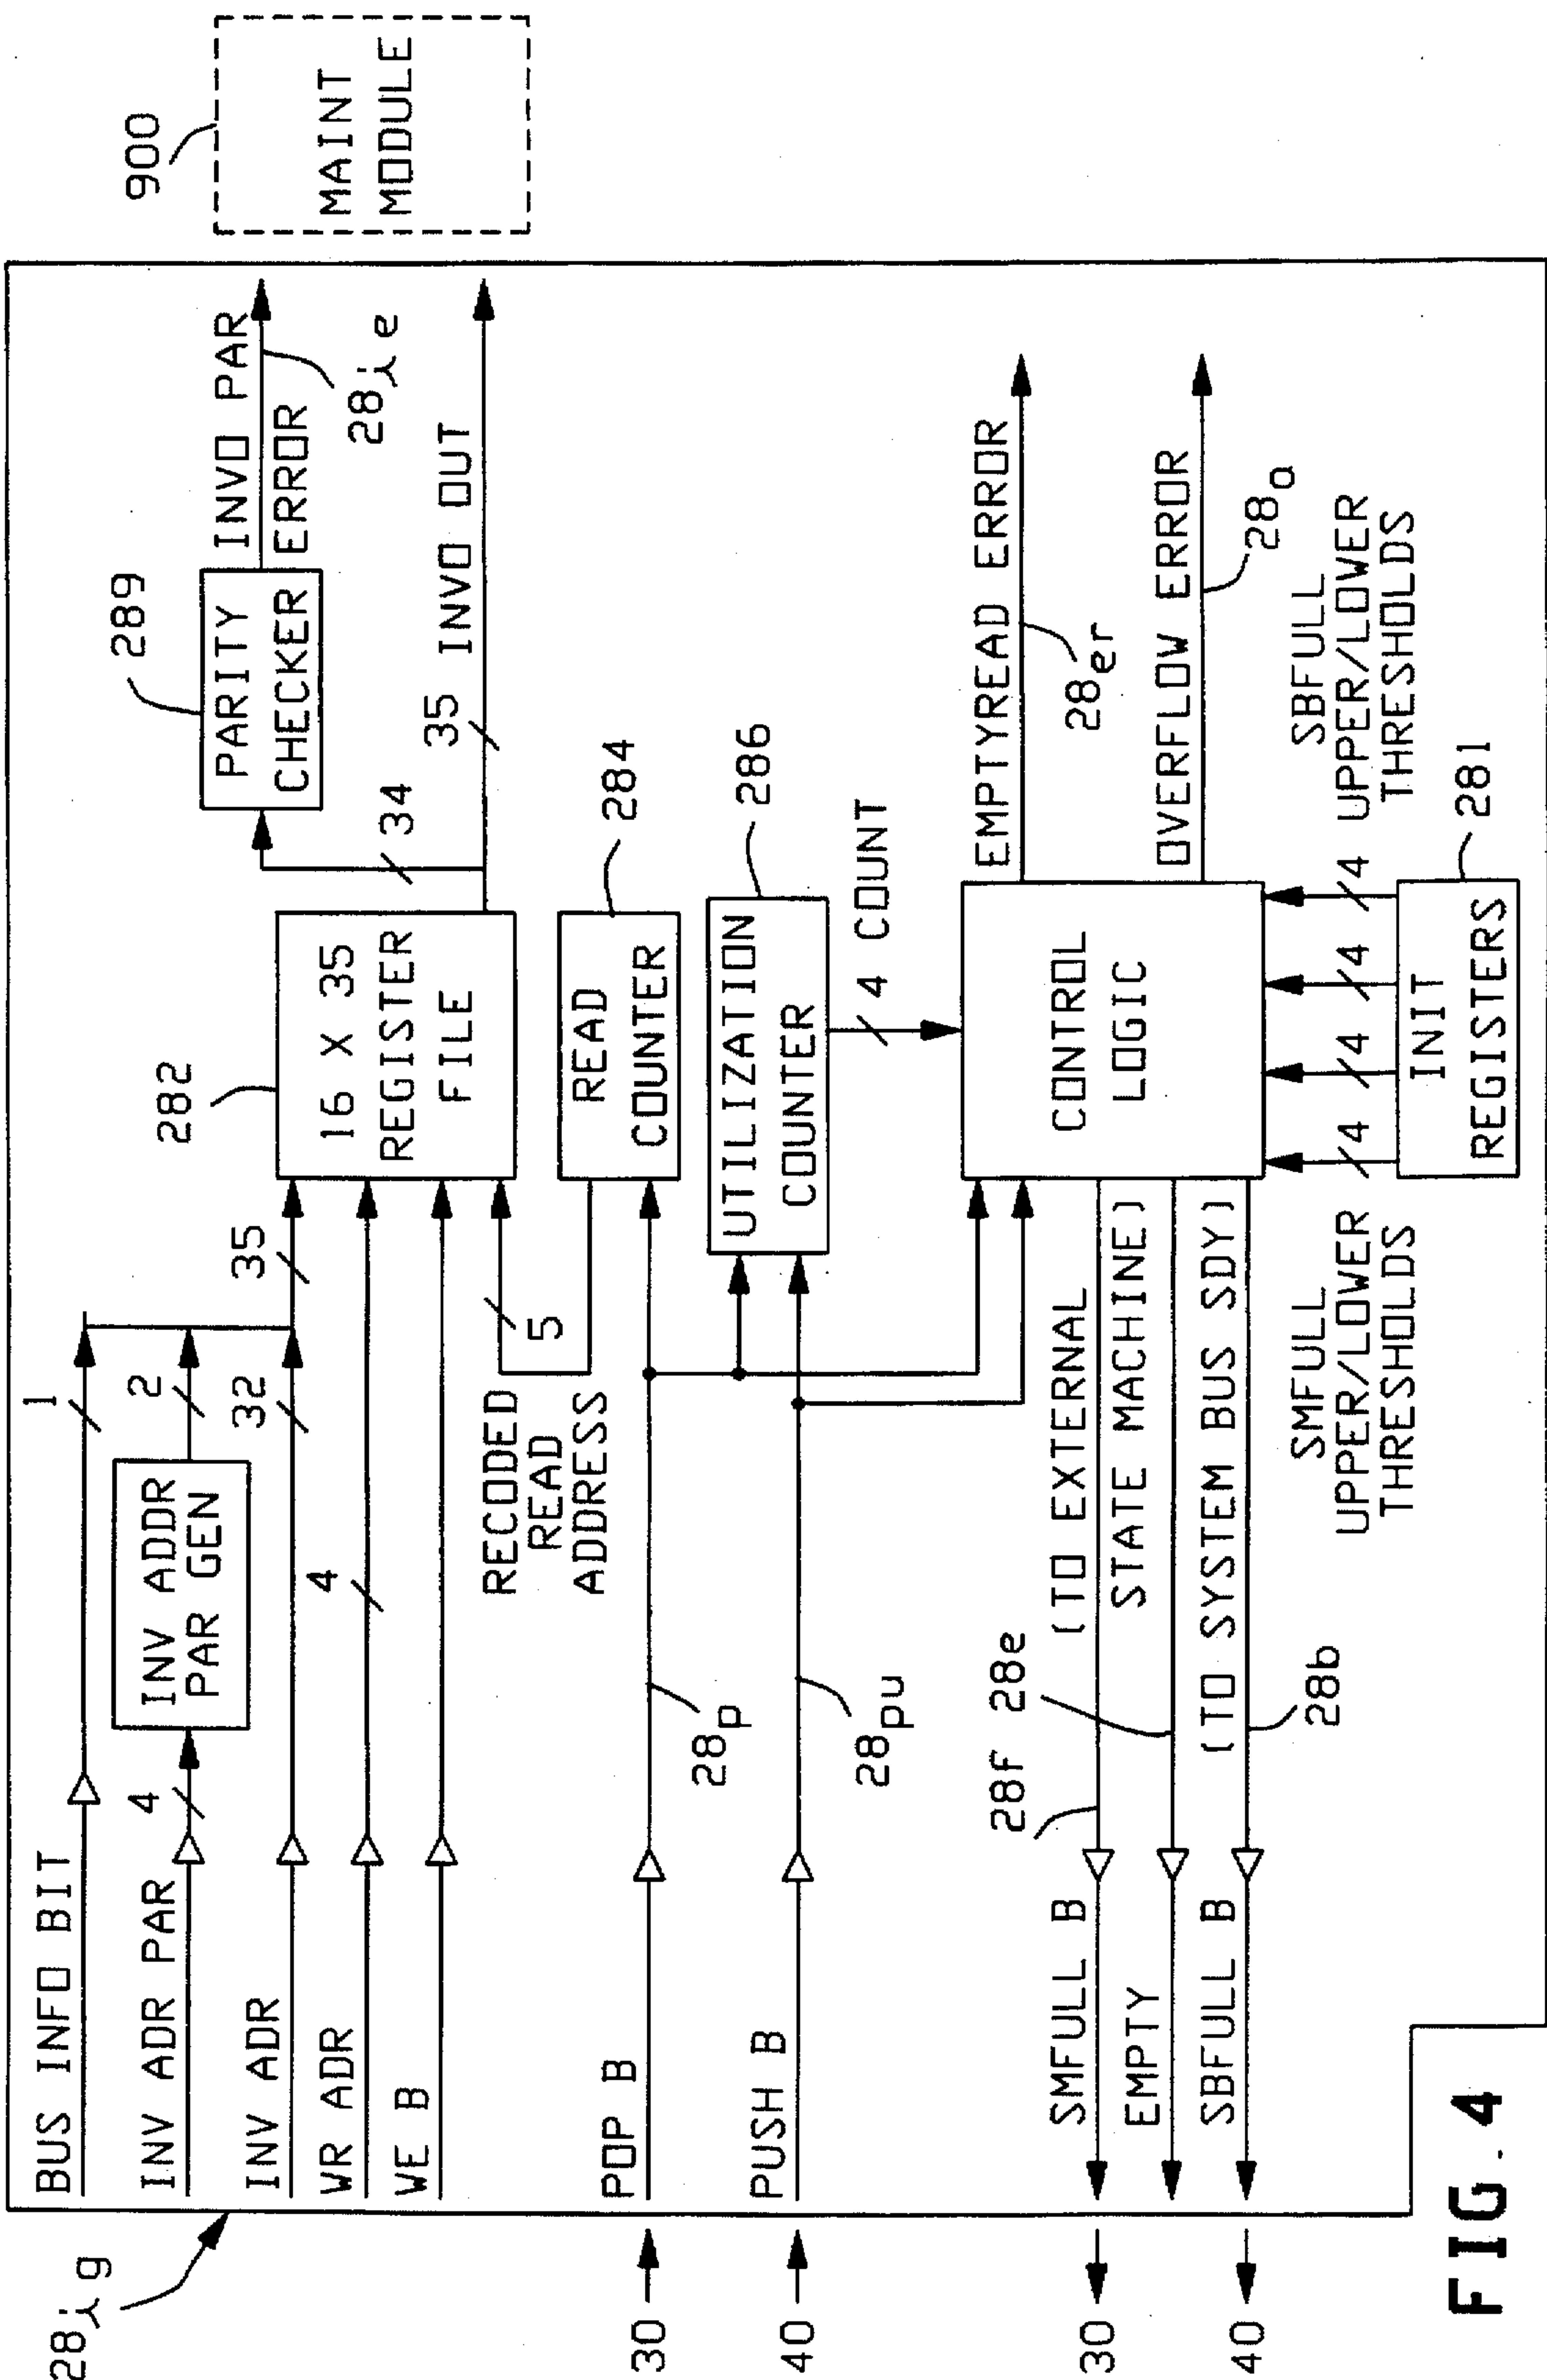 28i g
BUS INFO BIT
1
INV ADR PAR
4
INV ADDR
PAR GEN
2
INV ADR
32
35
WR ADR
4
WE B
282
16 X 35
REGISTER
FILE
34
289
PARITY
CHECKER
INVO PAR
ERROR
28i e
35 INVO OUT
900
MAINT
MODULE
RECODED
READ
ADDRESS
5
READ
COUNTER
284
30
POP B
28p
UTILIZATION
COUNTER
286
4 COUNT
40
PUSH B
28pu
CONTROL
LOGIC
EMPTYREAD ERROR
28er
OVERFLOW ERROR
28o
30
SMFULL B
28f
28e
(TO EXTERNAL
STATE MACHINE)
EMPTY
40
SBFULL B
(TO SYSTEM BUS SDY)
28b
SMFULL
UPPER/LOWER
THRESHOLDS
4
4
4
4
SBFULL
UPPER/LOWER
THRESHOLDS
INIT
REGISTERS
281
FIG. 4